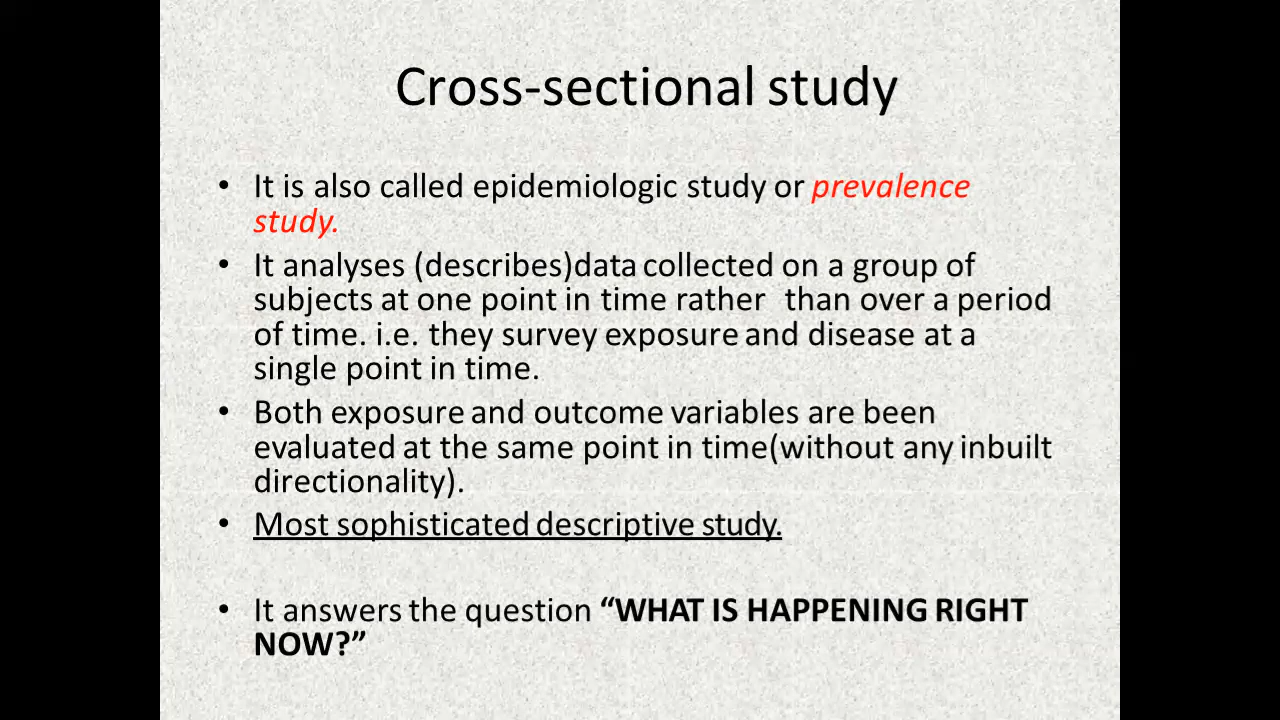 Cross-sectional study
• It is also called epidemiologic study or prevalence
study.
• It analyses (describes)data collected on a group of
subjects at one point in time rather than over a period
of time. i.e. they survey exposure and disease at a
single point in time.
• Both exposure and outcome variables are been
evaluated at the same point in time(without any inbuilt
directionality).
• Most sophisticated descriptive study.
• It answers the question “WHAT IS HAPPENING RIGHT
NOW?”